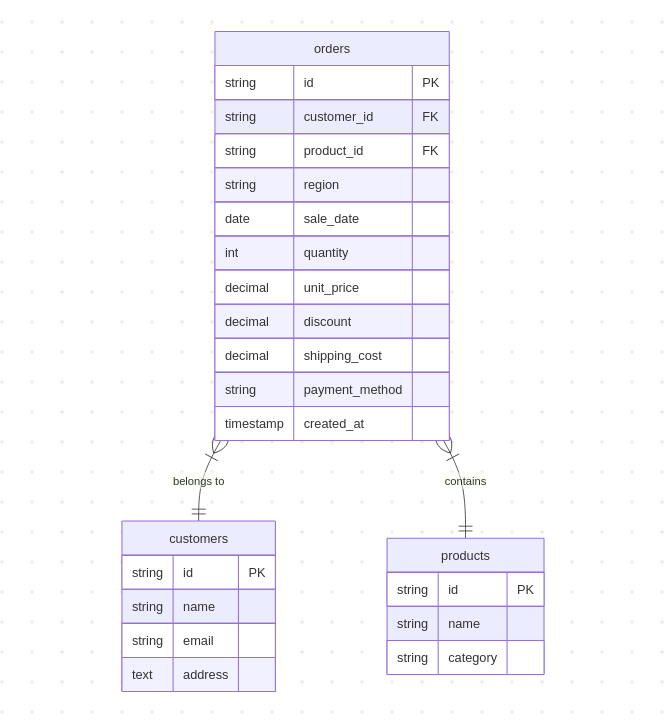 orders
string id PK
string customer_id FK
string product_id FK
string region
date sale_date
int quantity
decimal unit_price
decimal discount
decimal shipping_cost
string payment_method
timestamp created_at
belongs to
contains
customers
string id PK
string name
string email
text address
products
string id PK
string name
string category